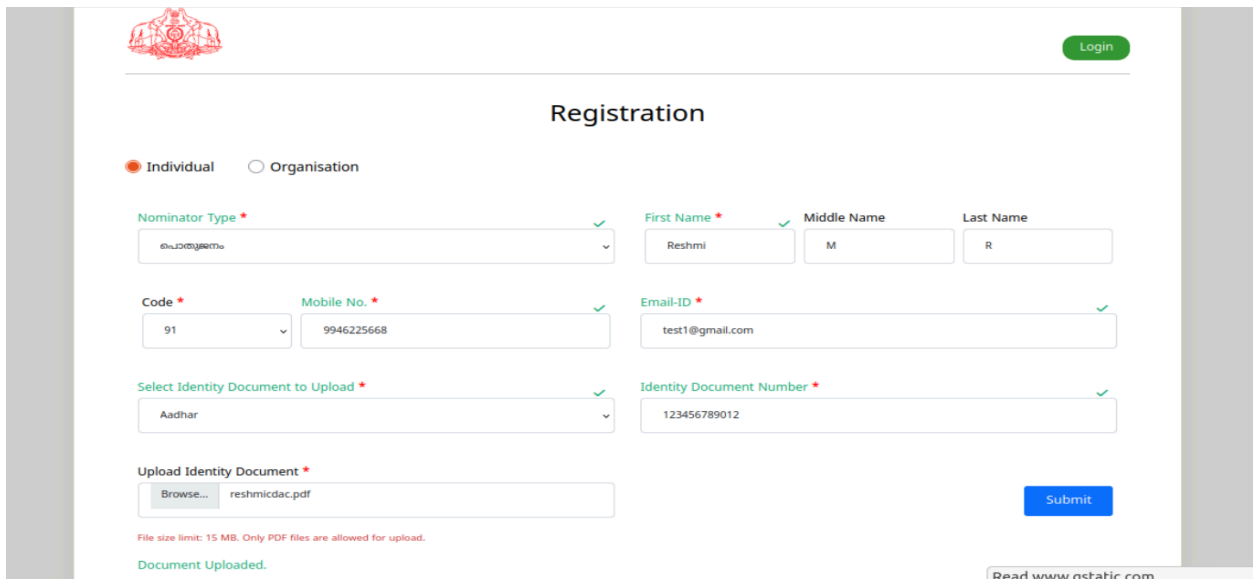 Login
Registration
Individual Organisation
Nominator Type * First Name * Middle Name Last Name
പൊതുജനം Reshmi M R
Code * Mobile No. * Email-ID *
91 9946225668 test1@gmail.com
Select Identity Document to Upload * Identity Document Number *
Aadhar 123456789012
Upload Identity Document *
Browse... reshmicdac.pdf
Submit
File size limit: 15 MB. Only PDF files are allowed for upload.
Document Uploaded.
Read www.gstatic.com